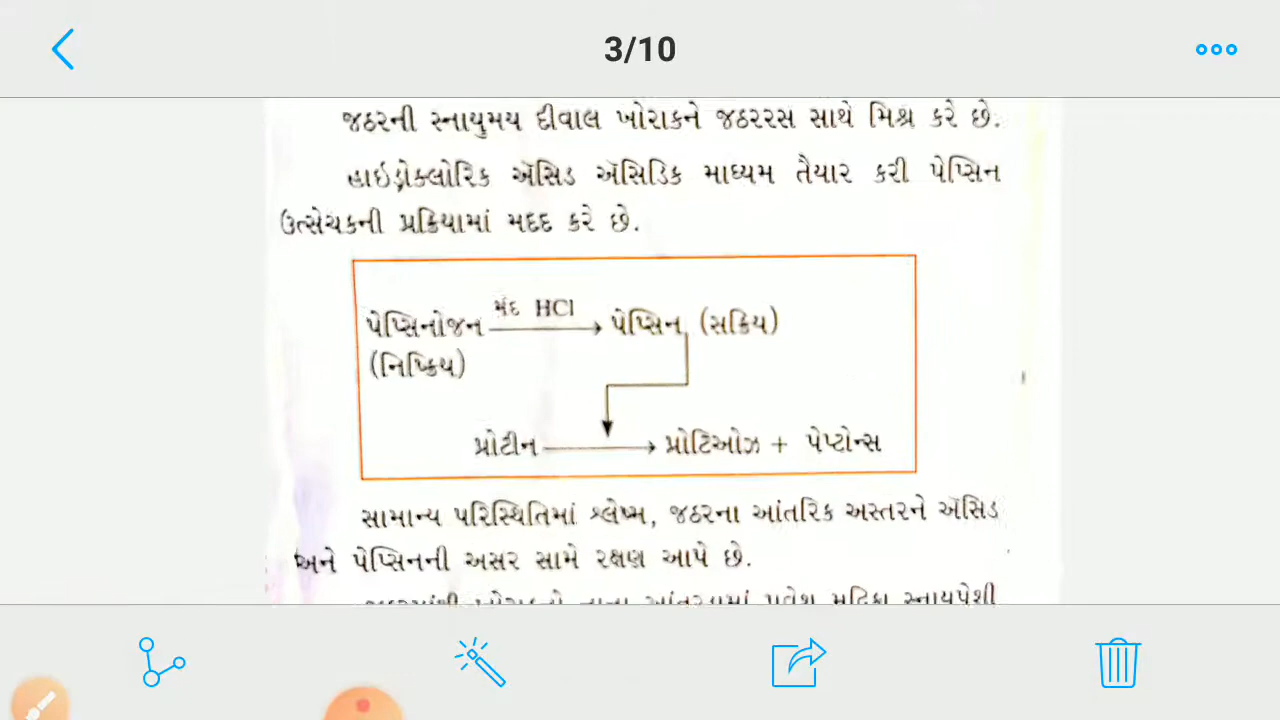 3/10
જઠરની સ્નાયુમય દીવાલ ખોરાકને જઠરરસ સાથે મિશ્ર કરે છે.
હાઇડ્રોક્લોરિક ઍસિડ ઍસિડિક માધ્યમ તૈયાર કરી પેપ્સિન
ઉત્સેચકની પ્રક્રિયામાં મદદ કરે છે.
મંદ HCl
પેપ્સિનોજન → પેપ્સિન (સક્રિય)
(નિષ્ક્રિય)
પ્રોટીન → પ્રોટિઓઝ + પેપ્ટોન્સ
સામાન્ય પરિસ્થિતિમાં શ્લેષ્મ, જઠરના આંતરિક અસ્તરને ઍસિડ
અને પેપ્સિનની અસર સામે રક્ષણ આપે છે.